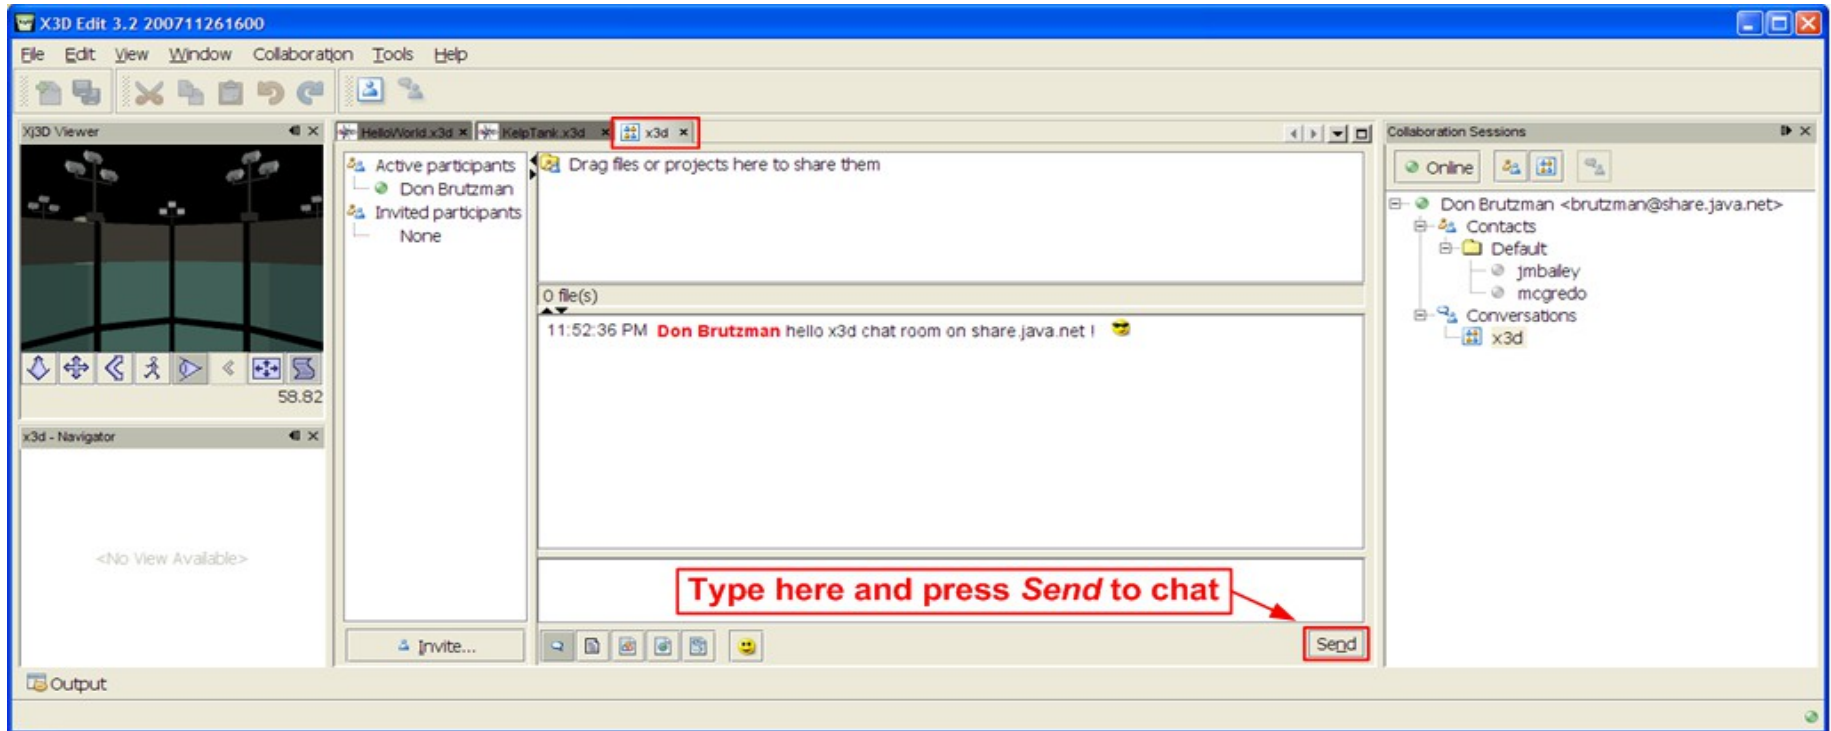 X3D Edit 3.2 200711261600
File Edit View Window Collaboration Tools Help
Xj3D Viewer
HelloWorld.x3d
KelpTank.x3d
x3d
Collaboration Sessions
Active participants
Don Brutzman
Invited participants
None
Drag files or projects here to share them
0 file(s)
11:52:36 PM Don Brutzman hello x3d chat room on share.java.net !
Online
Don Brutzman <brutzman@share.java.net>
Contacts
Default
jmbailey
mcgredo
Conversations
x3d
58.82
x3d - Navigator
<No View Available>
Type here and press Send to chat
Invite...
Send
Output